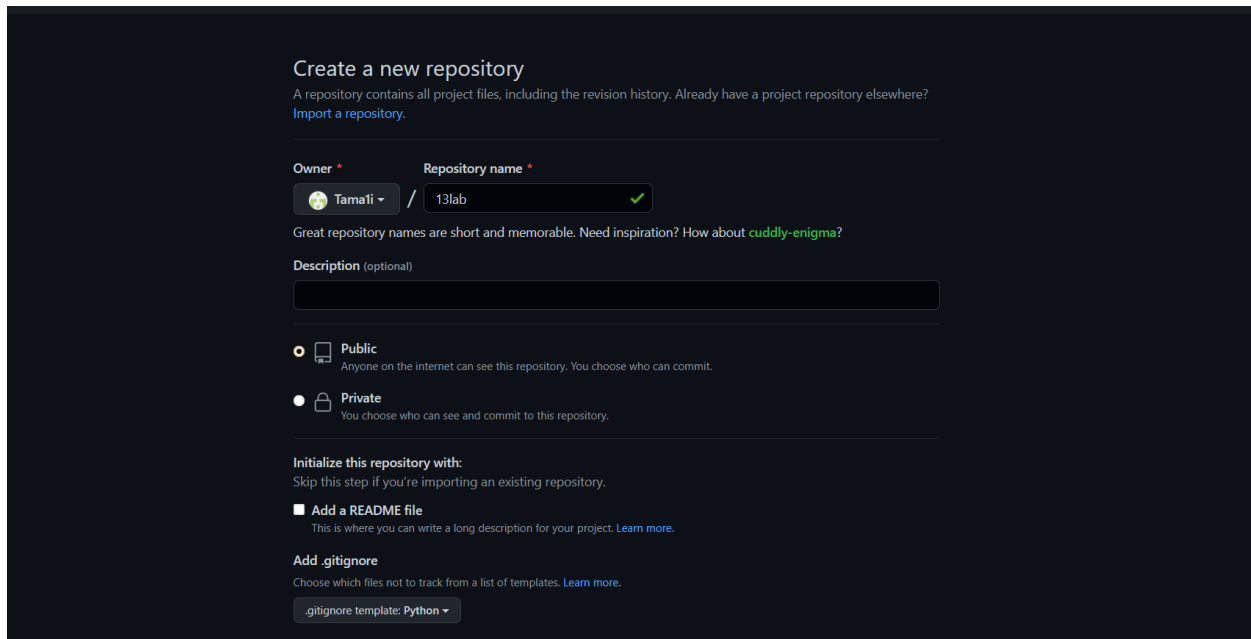 Create a new repository
A repository contains all project files, including the revision history. Already have a project repository elsewhere?
Import a repository.
Owner * Repository name *
Tama1i / 13lab
Great repository names are short and memorable. Need inspiration? How about cuddly-enigma?
Description (optional)
Public
Anyone on the internet can see this repository. You choose who can commit.
Private
You choose who can see and commit to this repository.
Initialize this repository with:
Skip this step if you're importing an existing repository.
Add a README file
This is where you can write a long description for your project. Learn more.
Add .gitignore
Choose which files not to track from a list of templates. Learn more.
.gitignore template: Python